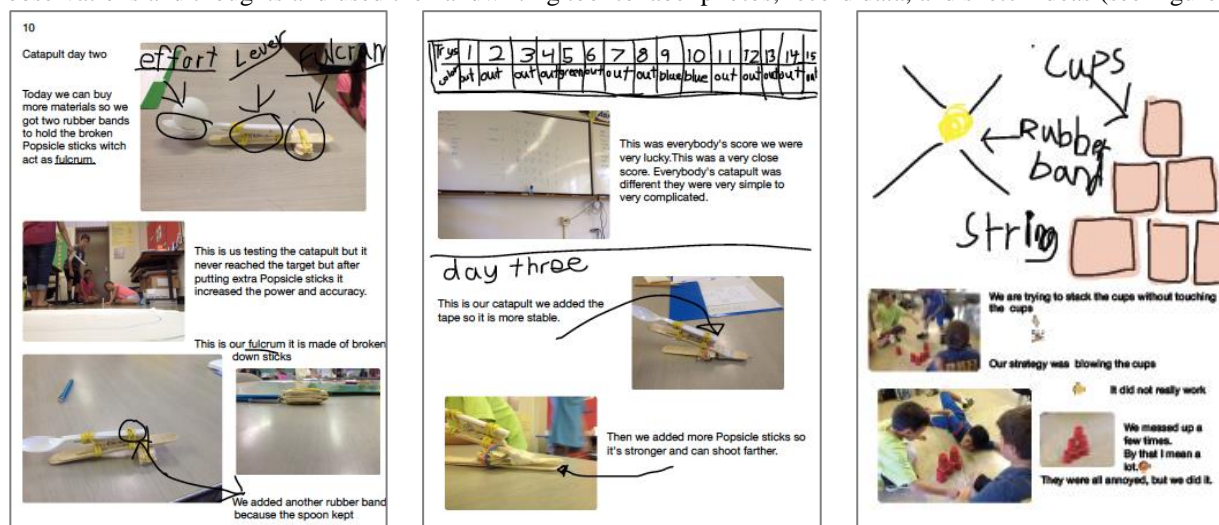 observations and thoughts and used the handwriting tool to label photos, record data, and sketch ideas (see Figure
10
Catapult day two
effort Lever Fulcrum
Today we can buy
more materials so we
got two rubber bands
to hold the broken
Popsicle sticks witch
act as fulcrum.
This is us testing the catapult but it
never reached the target but after
putting extra Popsicle sticks it
increased the power and accuracy.
This is our fulcrum it is made of broken
down sticks
We added another rubber band
because the spoon kept
Trys 1 2 3 4 5 6 7 8 9 10 11 12 13 14 15
color out out out out green out out out blue blue out out out out out
This was everybody's score we were
very lucky.This was a very close
score. Everybody's catapult was
different they were very simple to
very complicated.
day three
This is our catapult we added the
tape so it is more stable.
Then we added more Popsicle sticks so
it's stronger and can shoot farther.
Cups
Rubber
band
String
We are trying to stack the cups without touching
the cups
Our strategy was blowing the cups
It did not really work
We messed up a
few times.
By that I mean a
lot.
They were all annoyed, but we did it.